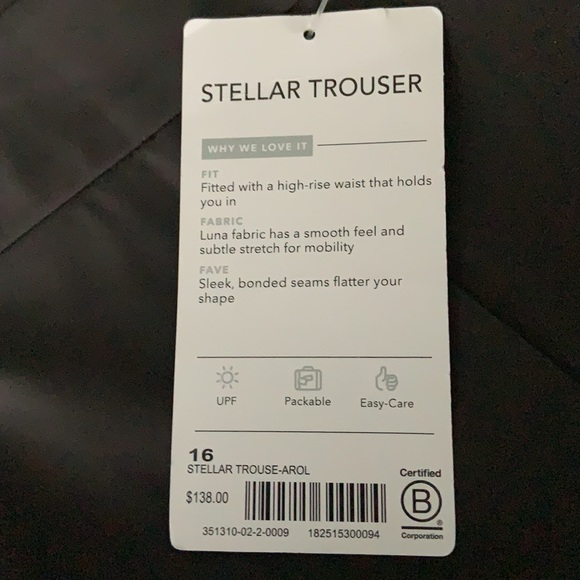 STELLAR TROUSER
WHY WE LOVE IT
FIT
Fitted with a high-rise waist that holds
you in
FABRIC
Luna fabric has a smooth feel and
subtle stretch for mobility
FAVE
Sleek, bonded seams flatter your
shape
UPF Packable Easy-Care
16
STELLAR TROUSE-AROL
$138.00
351310-02-2-0009 182515300094
Certified
B
®
Corporation